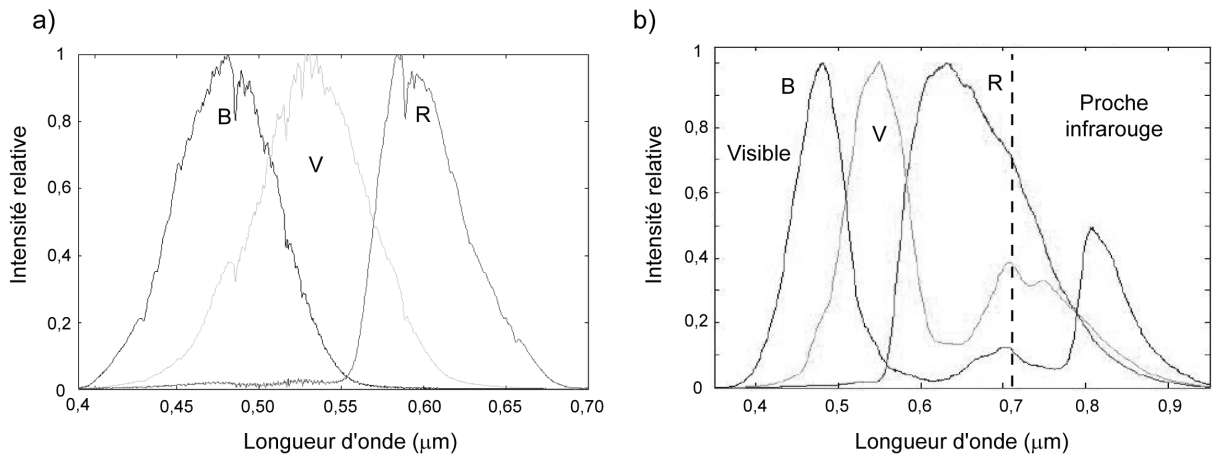 a)
Intensité relative
1
0,8
0,6
0,4
0,2
0
B
V
R
0,4
0,45
0,50
0,55
0,60
0,65
0,70
Longueur d'onde (μm)
b)
Intensité relative
1
0,8
0,6
0,4
0,2
0
B
V
R
Visible
Proche
infrarouge
0,4
0,5
0,6
0,7
0,8
0,9
Longueur d'onde (μm)